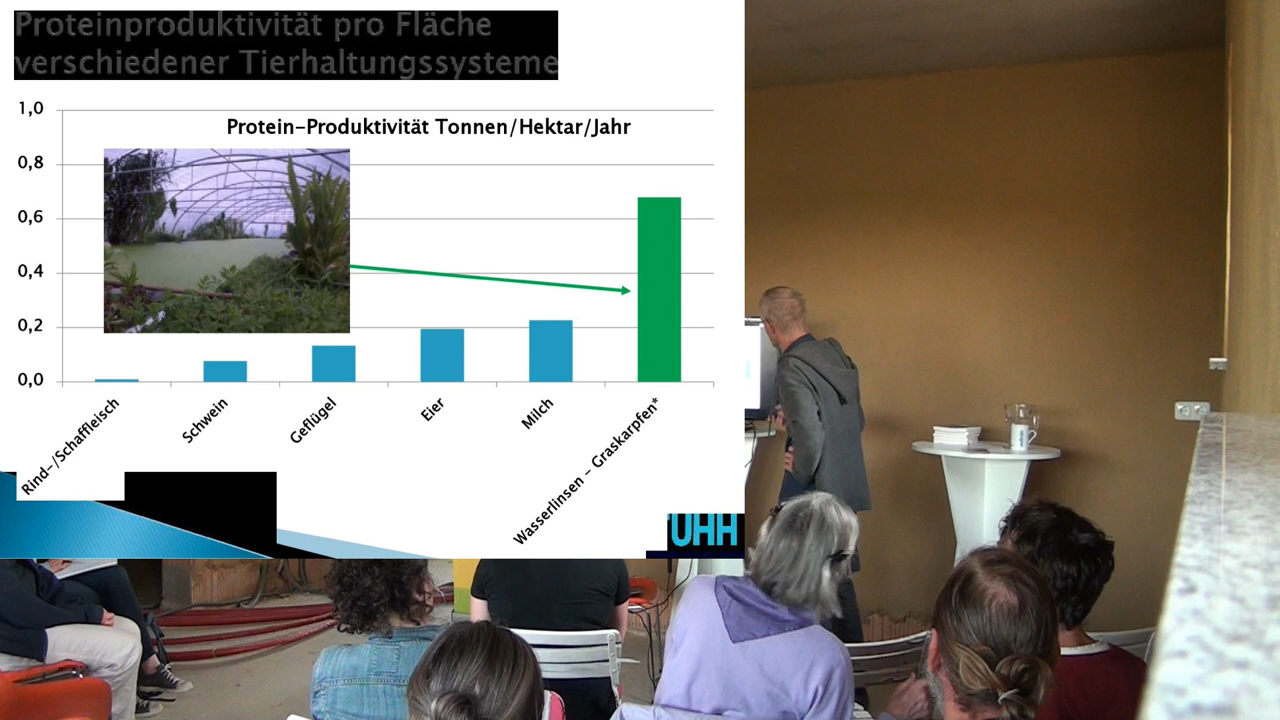 Proteinproduktivität pro Fläche
verschiedener Tierhaltungssysteme
Protein-Produktivität Tonnen/Hektar/Jahr
1,0
0,8
0,6
0,4
0,2
0,0
Rind-/Schaffleisch
Schwein
Geflügel
Eier
Milch
Wasserlinsen - Graskarpfen*
TUHH